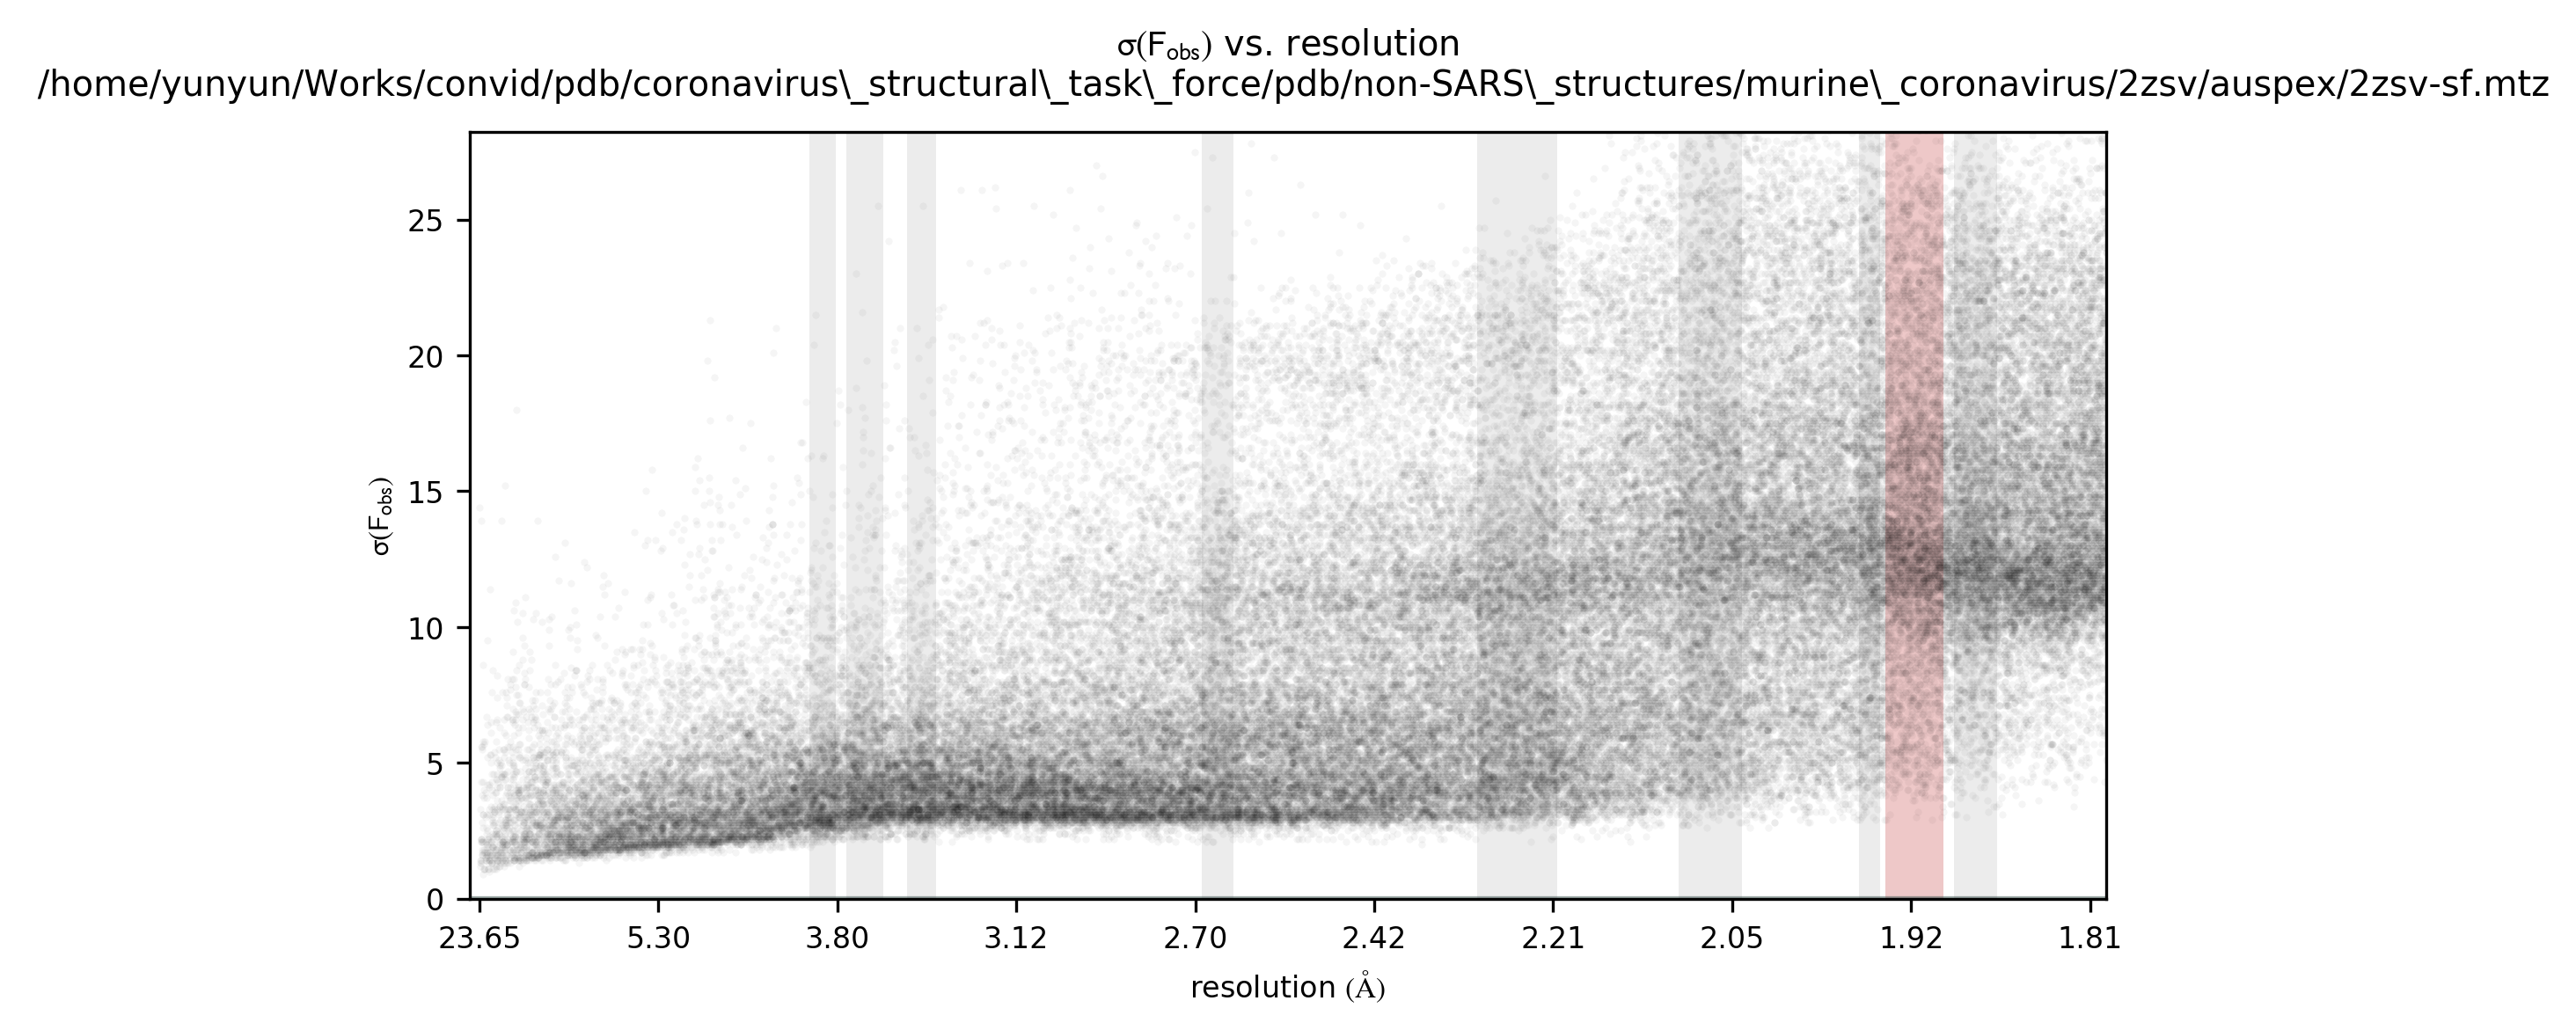 σ(Fobs) vs. resolution
/home/yunyun/Works/convid/pdb/coronavirus\_structural\_task\_force/pdb/non-SARS\_structures/murine\_coronavirus/2zsv/auspex/2zsv-sf.mtz
σ(Fobs)
25
20
15
10
5
0
23.65 5.30 3.80 3.12 2.70 2.42 2.21 2.05 1.92 1.81
resolution (Å)